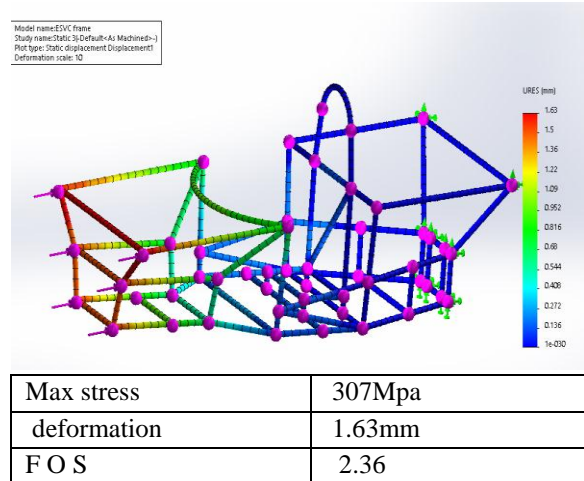 Model name:ESVC frame
Study name:Static 3(-Default<As Machined>-)
Plot type: Static displacement Displacement1
Deformation scale: 10
URES (mm)
1.63
1.5
1.36
1.22
1.09
0.952
0.816
0.68
0.544
0.408
0.272
0.136
1e-030
Max stress 307Mpa
deformation 1.63mm
F O S 2.36